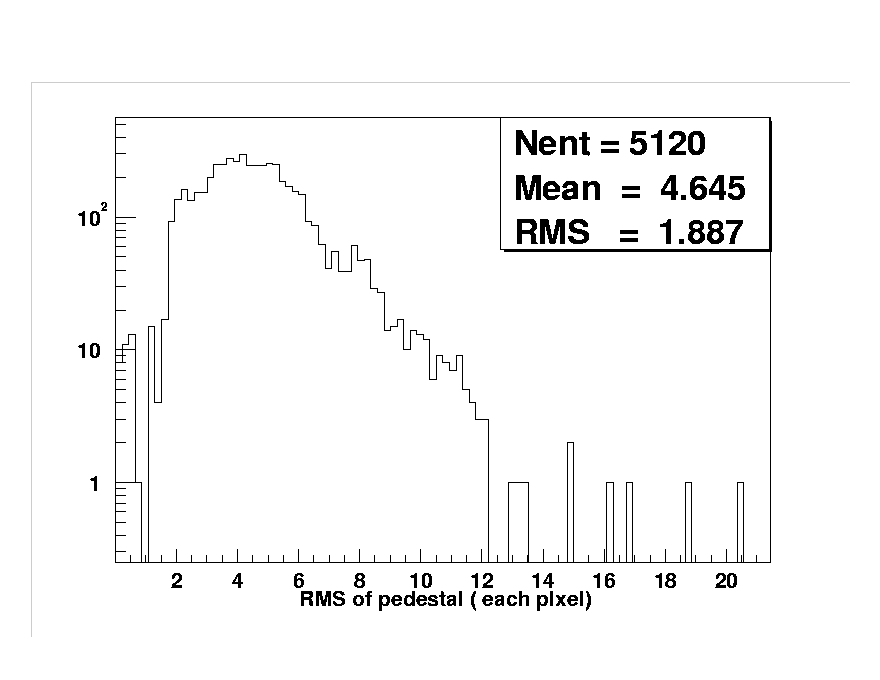 Nent = 5120
Mean = 4.645
RMS = 1.887
10²
10
1
2 4 6 8 10 12 14 16 18 20
RMS of pedestal ( each pixel)